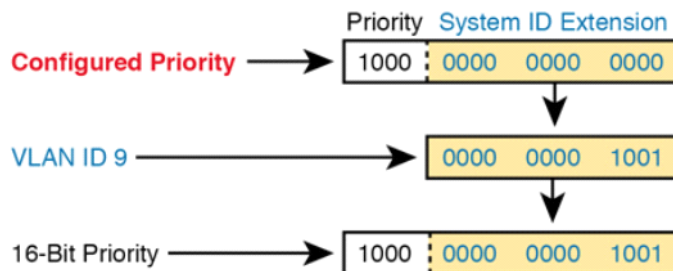 Priority System ID Extension
Configured Priority 1000 0000 0000 0000
VLAN ID 9 0000 0000 1001
16-Bit Priority 1000 0000 0000 1001